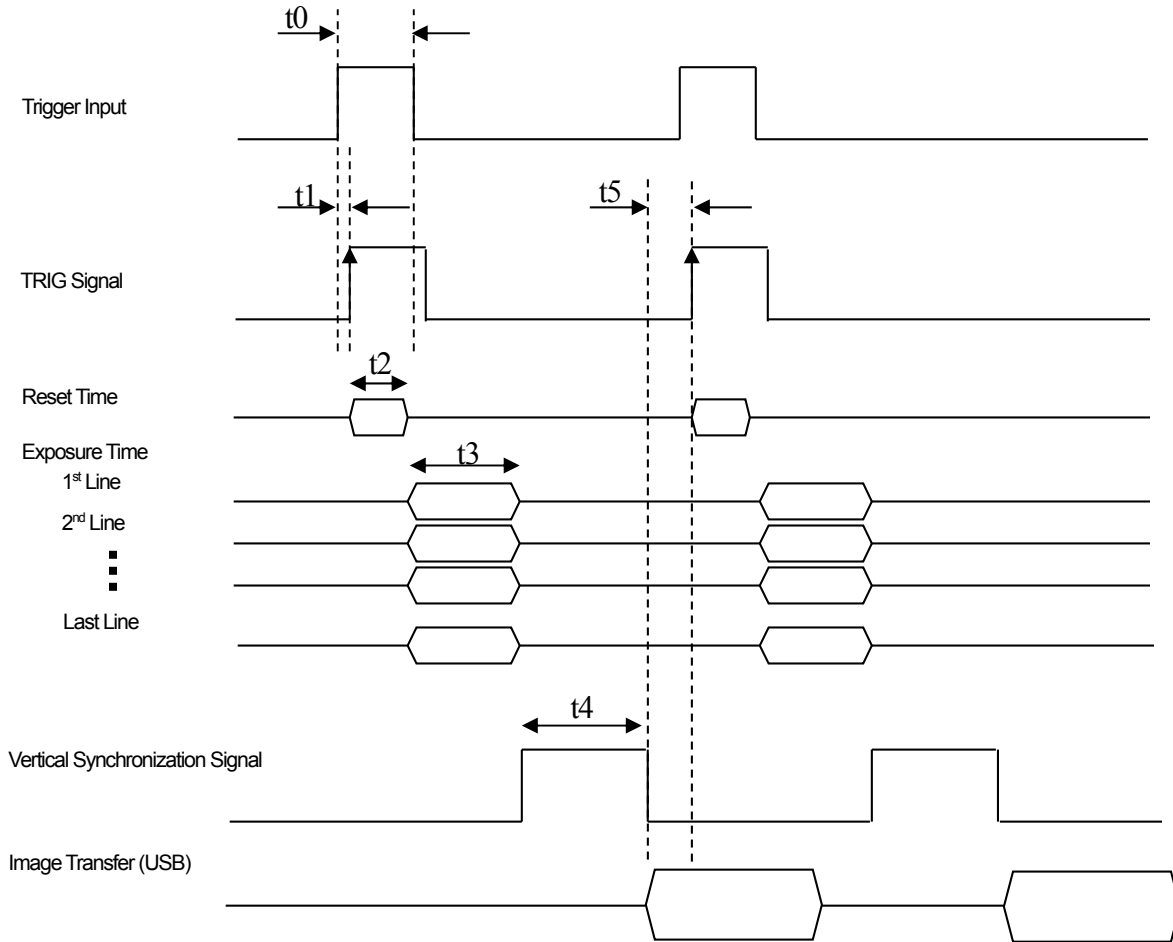 t0
Trigger Input
t1
t5
TRIG Signal
t2
Reset Time
Exposure Time
t3
1st Line
2nd Line
Last Line
t4
Vertical Synchronization Signal
Image Transfer (USB)